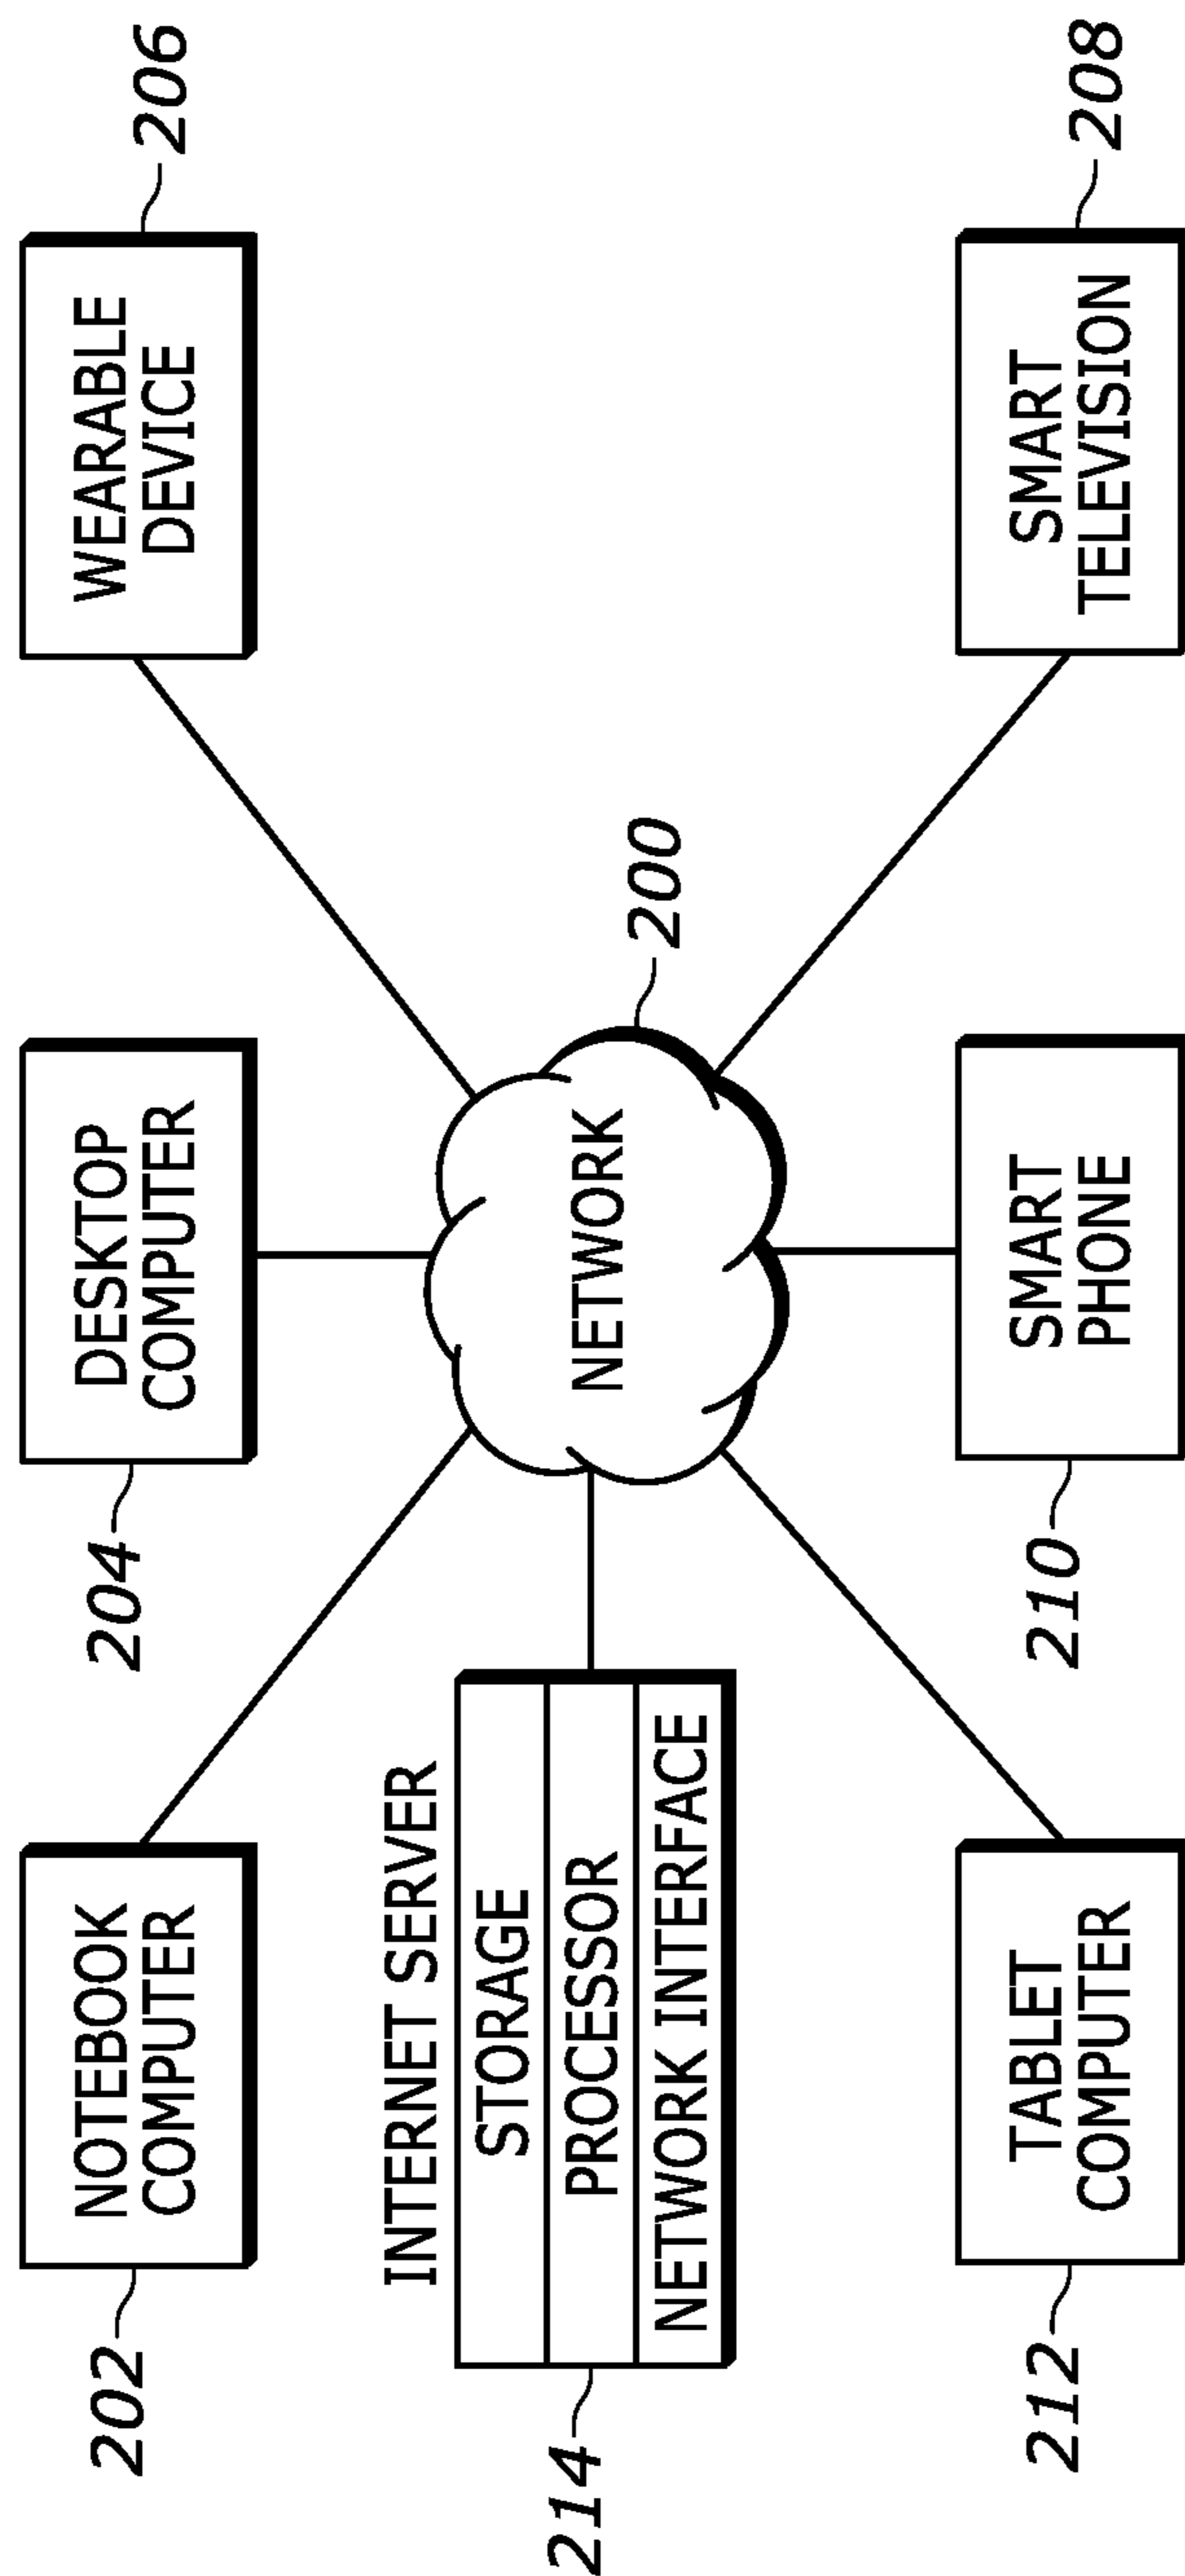 202
NOTEBOOK
COMPUTER
204
DESKTOP
COMPUTER
WEARABLE
DEVICE
206
INTERNET SERVER
214
STORAGE
PROCESSOR
NETWORK INTERFACE
NETWORK
200
212
TABLET
COMPUTER
210
SMART
PHONE
SMART
TELEVISION
208